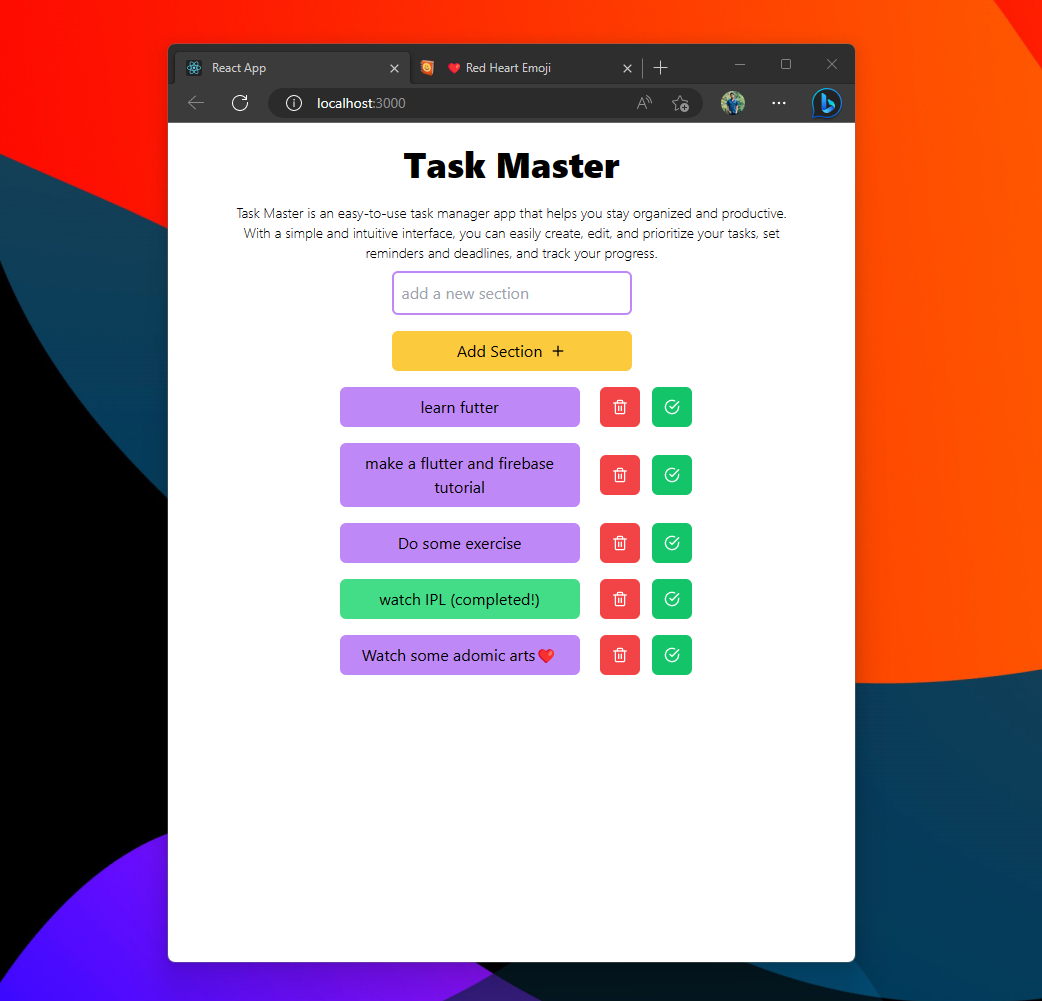 React App
❤️ Red Heart Emoji
localhost:3000
Task Master
Task Master is an easy-to-use task manager app that helps you stay organized and productive.
With a simple and intuitive interface, you can easily create, edit, and prioritize your tasks, set
reminders and deadlines, and track your progress.
add a new section
Add Section +
learn futter
make a flutter and firebase
tutorial
Do some exercise
watch IPL (completed!)
Watch some adomic arts❤️